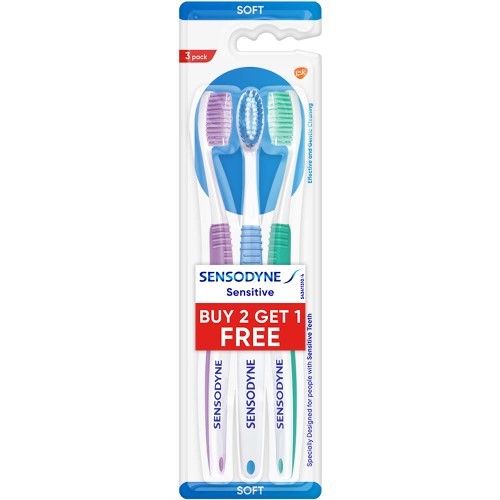 SOFT
3 pack
gsk
Effective and Gentle Cleaning
SENSODYNE
Sensitive
BUY 2 GET 1
FREE
SENSODYNE
SENSODYNE
SENSODYNE
Specially Designed for people with Sensitive Teeth
SOFT